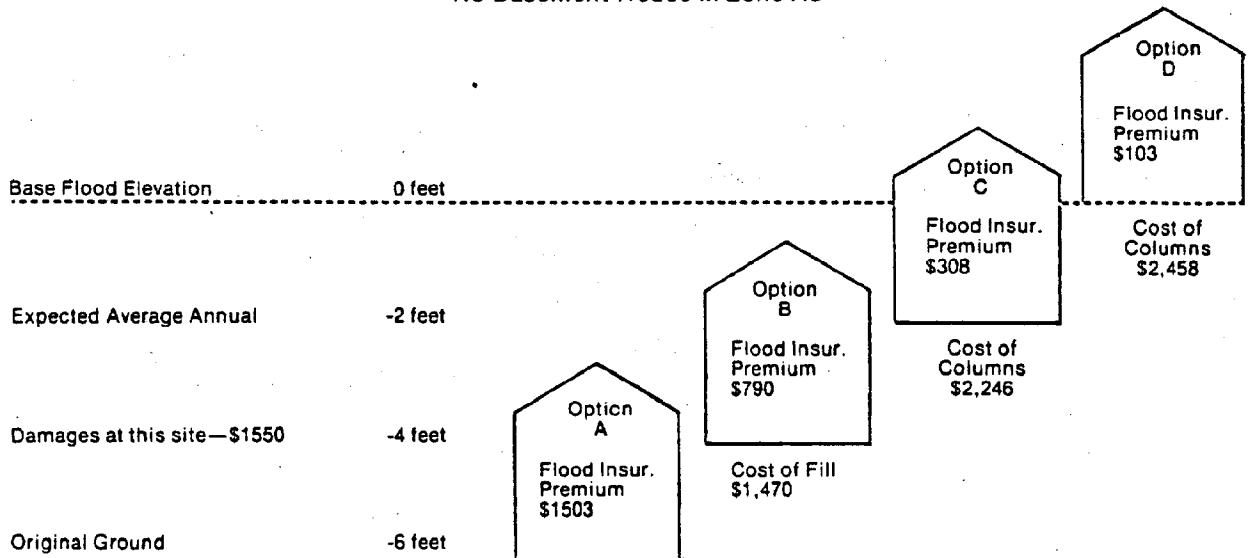 Option
D
Flood Insur.
Premium
$103
Base Flood Elevation 0 feet
Option
C
Flood Insur.
Premium
$308
Cost of
Columns
$2,458
Expected Average Annual -2 feet
Option
B
Flood Insur.
Premium
$790
Cost of
Columns
$2,246
Damages at this site—$1550 -4 feet
Option
A
Flood Insur.
Premium
$1503
Cost of Fill
$1,470
Original Ground -6 feet